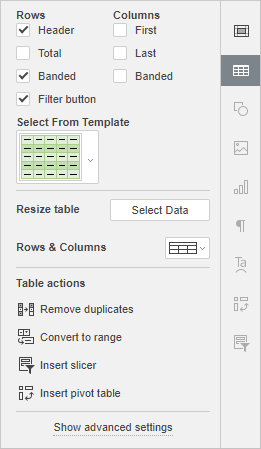 Rows Columns
Header First
Total Last
Banded Banded
Filter button
Select From Template
Resize table Select Data
Rows & Columns
Table actions
Remove duplicates
Convert to range
Insert slicer
Insert pivot table
Show advanced settings
Ta